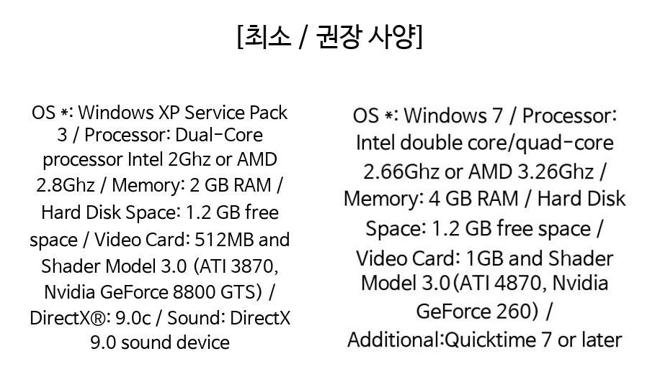 [최소 / 권장 사양]
OS *: Windows XP Service Pack
3 / Processor: Dual-Core
processor Intel 2Ghz or AMD
2.8Ghz / Memory: 2 GB RAM /
Hard Disk Space: 1.2 GB free
space / Video Card: 512MB and
Shader Model 3.0 (ATI 3870,
Nvidia GeForce 8800 GTS) /
DirectX®: 9.0c / Sound: DirectX
9.0 sound device
OS *: Windows 7 / Processor:
Intel double core/quad-core
2.66Ghz or AMD 3.26Ghz /
Memory: 4 GB RAM / Hard Disk
Space: 1.2 GB free space /
Video Card: 1GB and Shader
Model 3.0(ATI 4870, Nvidia
GeForce 260) /
Additional:Quicktime 7 or later